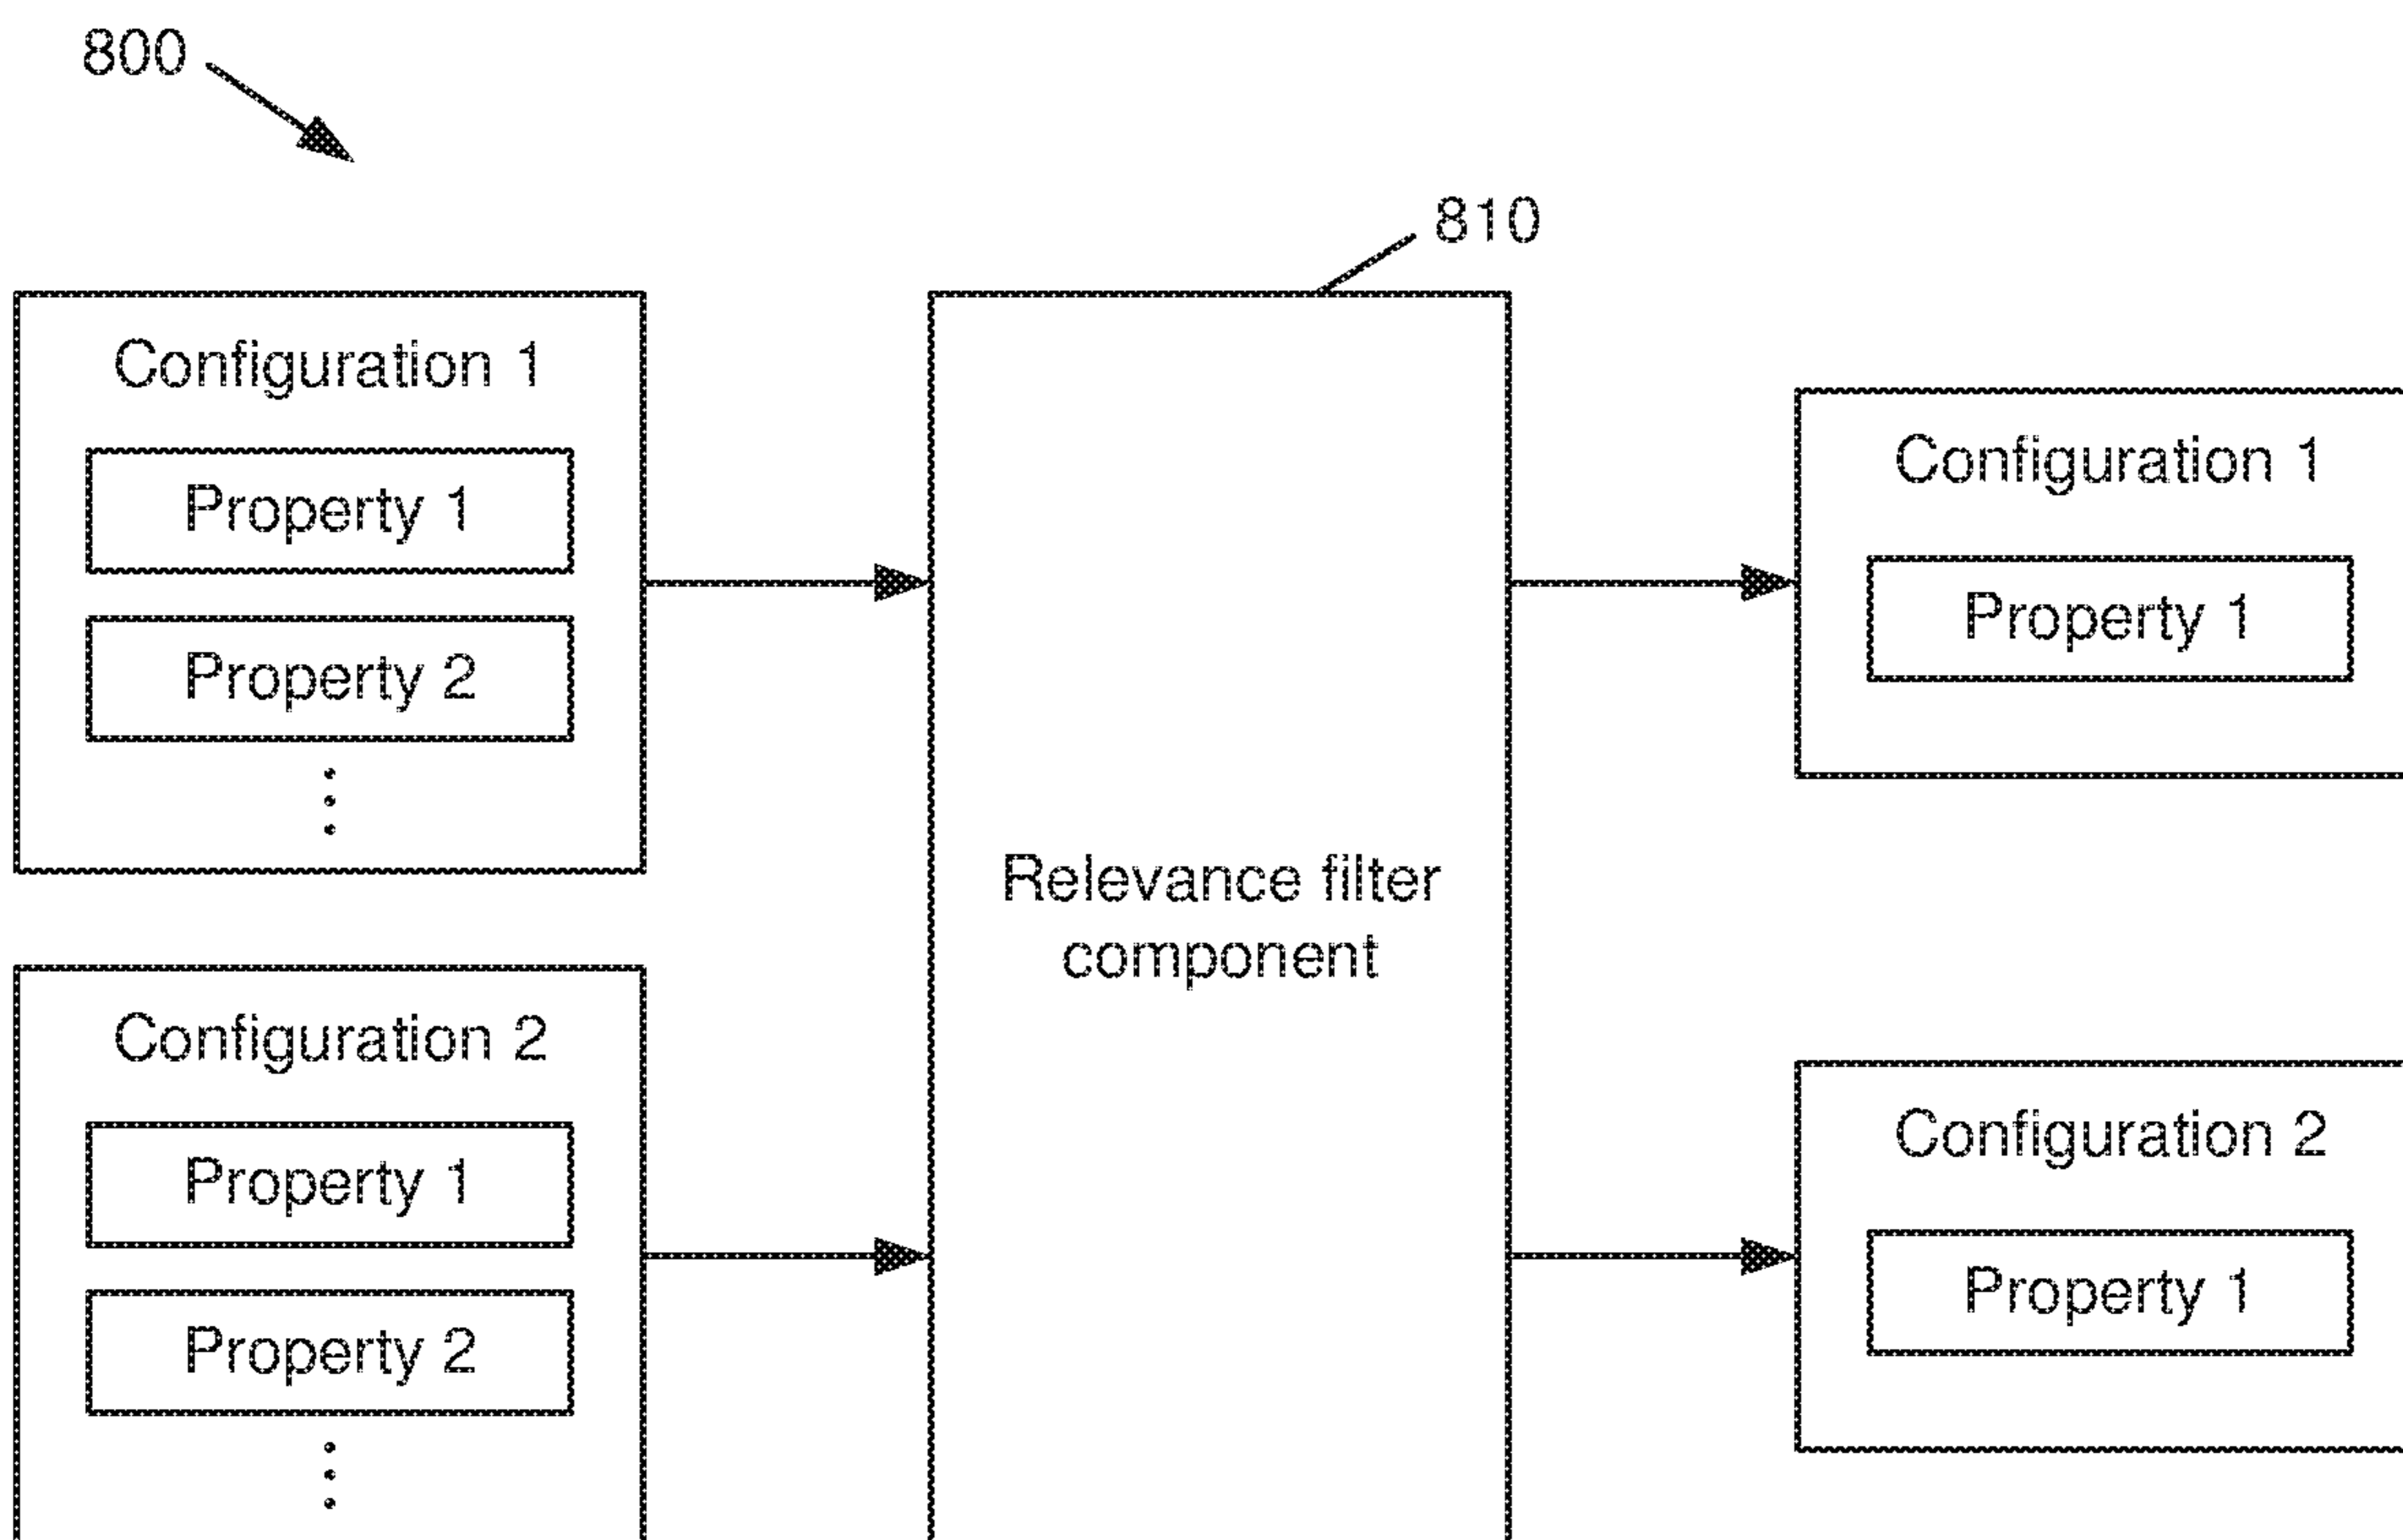 800
810
Configuration 1
Property 1
Property 2
Configuration 2
Property 1
Property 2
Relevance filter
component
Configuration 1
Property 1
Configuration 2
Property 1